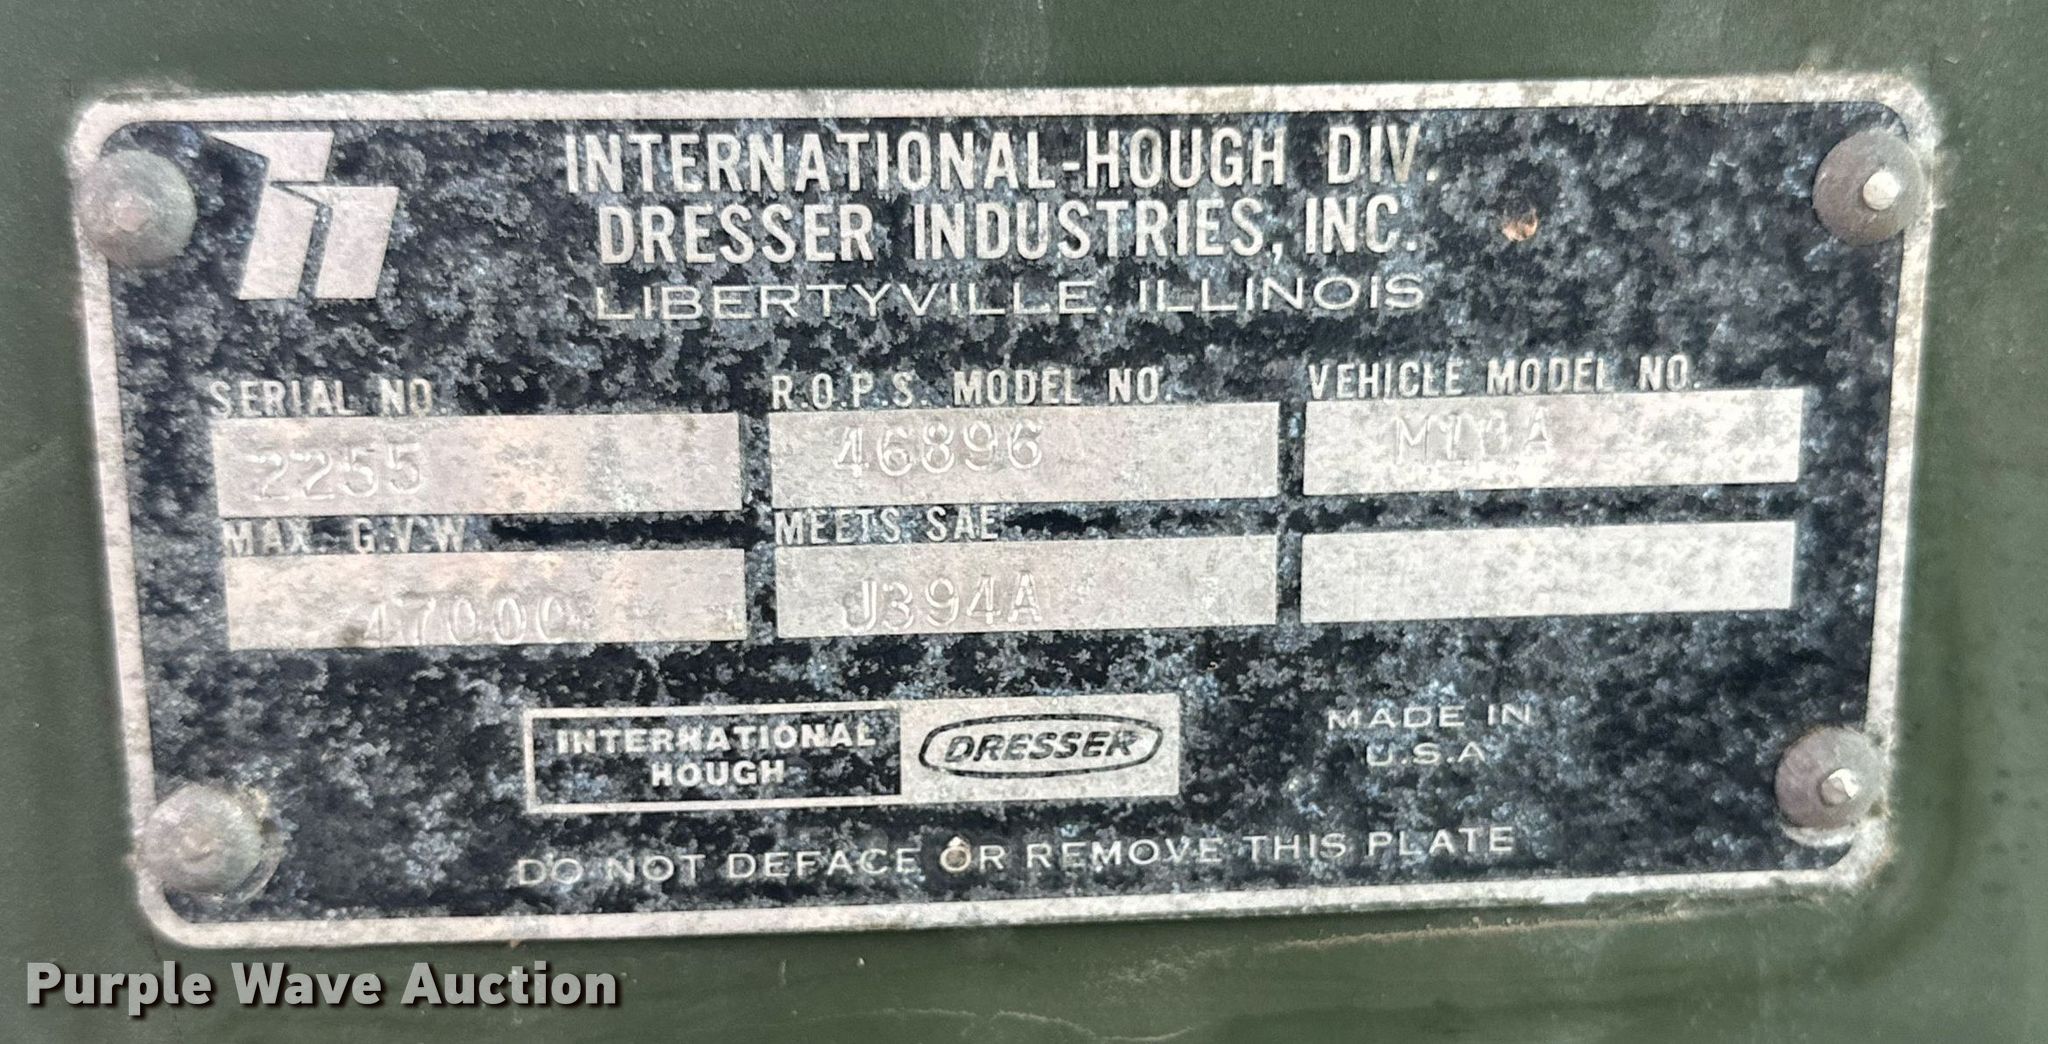 INTERNATIONAL-HOUGH DIV.
DRESSER INDUSTRIES, INC.
LIBERTYVILLE, ILLINOIS
SERIAL NO. R.O.P.S. MODEL NO. VEHICLE MODEL NO.
2255 46896 M10A
MAX. G.V.W. MEETS SAE
47000 J394A
INTERNATIONAL
HOUGH
DRESSER
MADE IN
U.S.A
DO NOT DEFACE OR REMOVE THIS PLATE
Purple Wave Auction